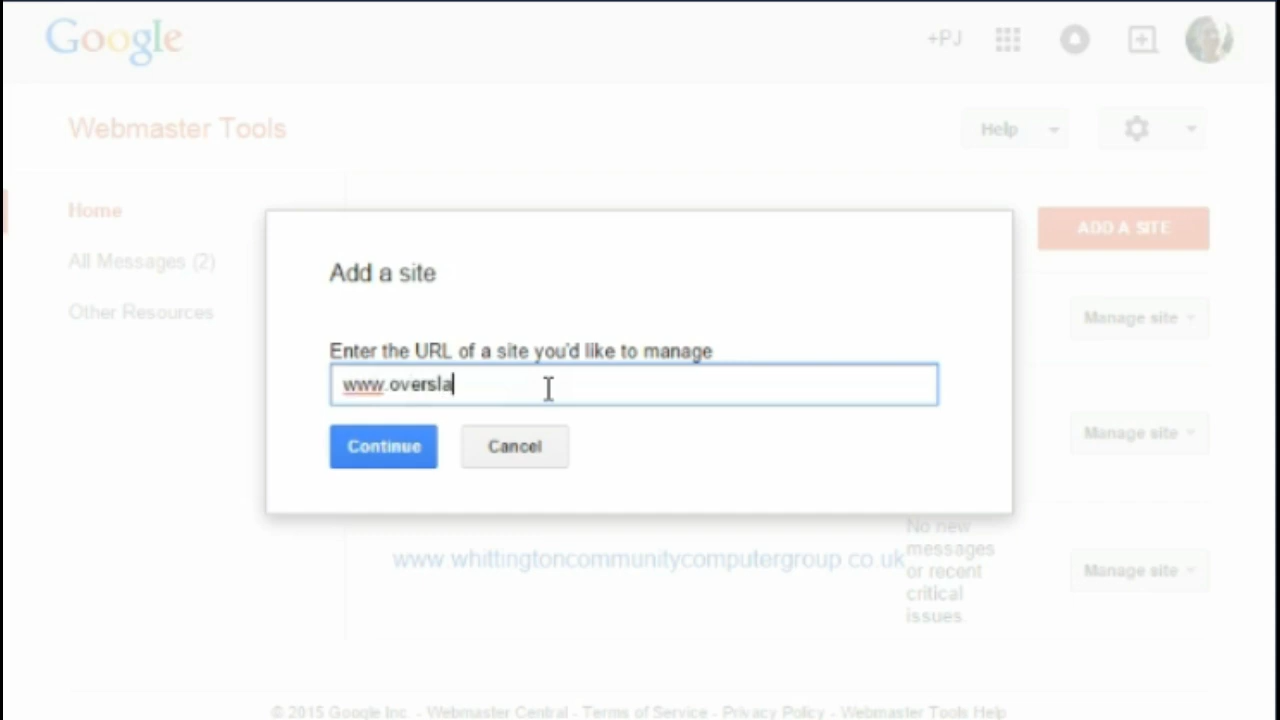 Google
+PJ
Webmaster Tools
Help
Home
ADD A SITE
All Messages (2)
Other Resources
Add a site
Manage site
Enter the URL of a site you'd like to manage
www.oversla
Continue
Cancel
Manage site
www.whittingtoncommunitycomputergroup.co.uk
No new
messages
or recent
critical
issues.
Manage site
© 2015 Google Inc. - Webmaster Central - Terms of Service - Privacy Policy - Webmaster Tools Help